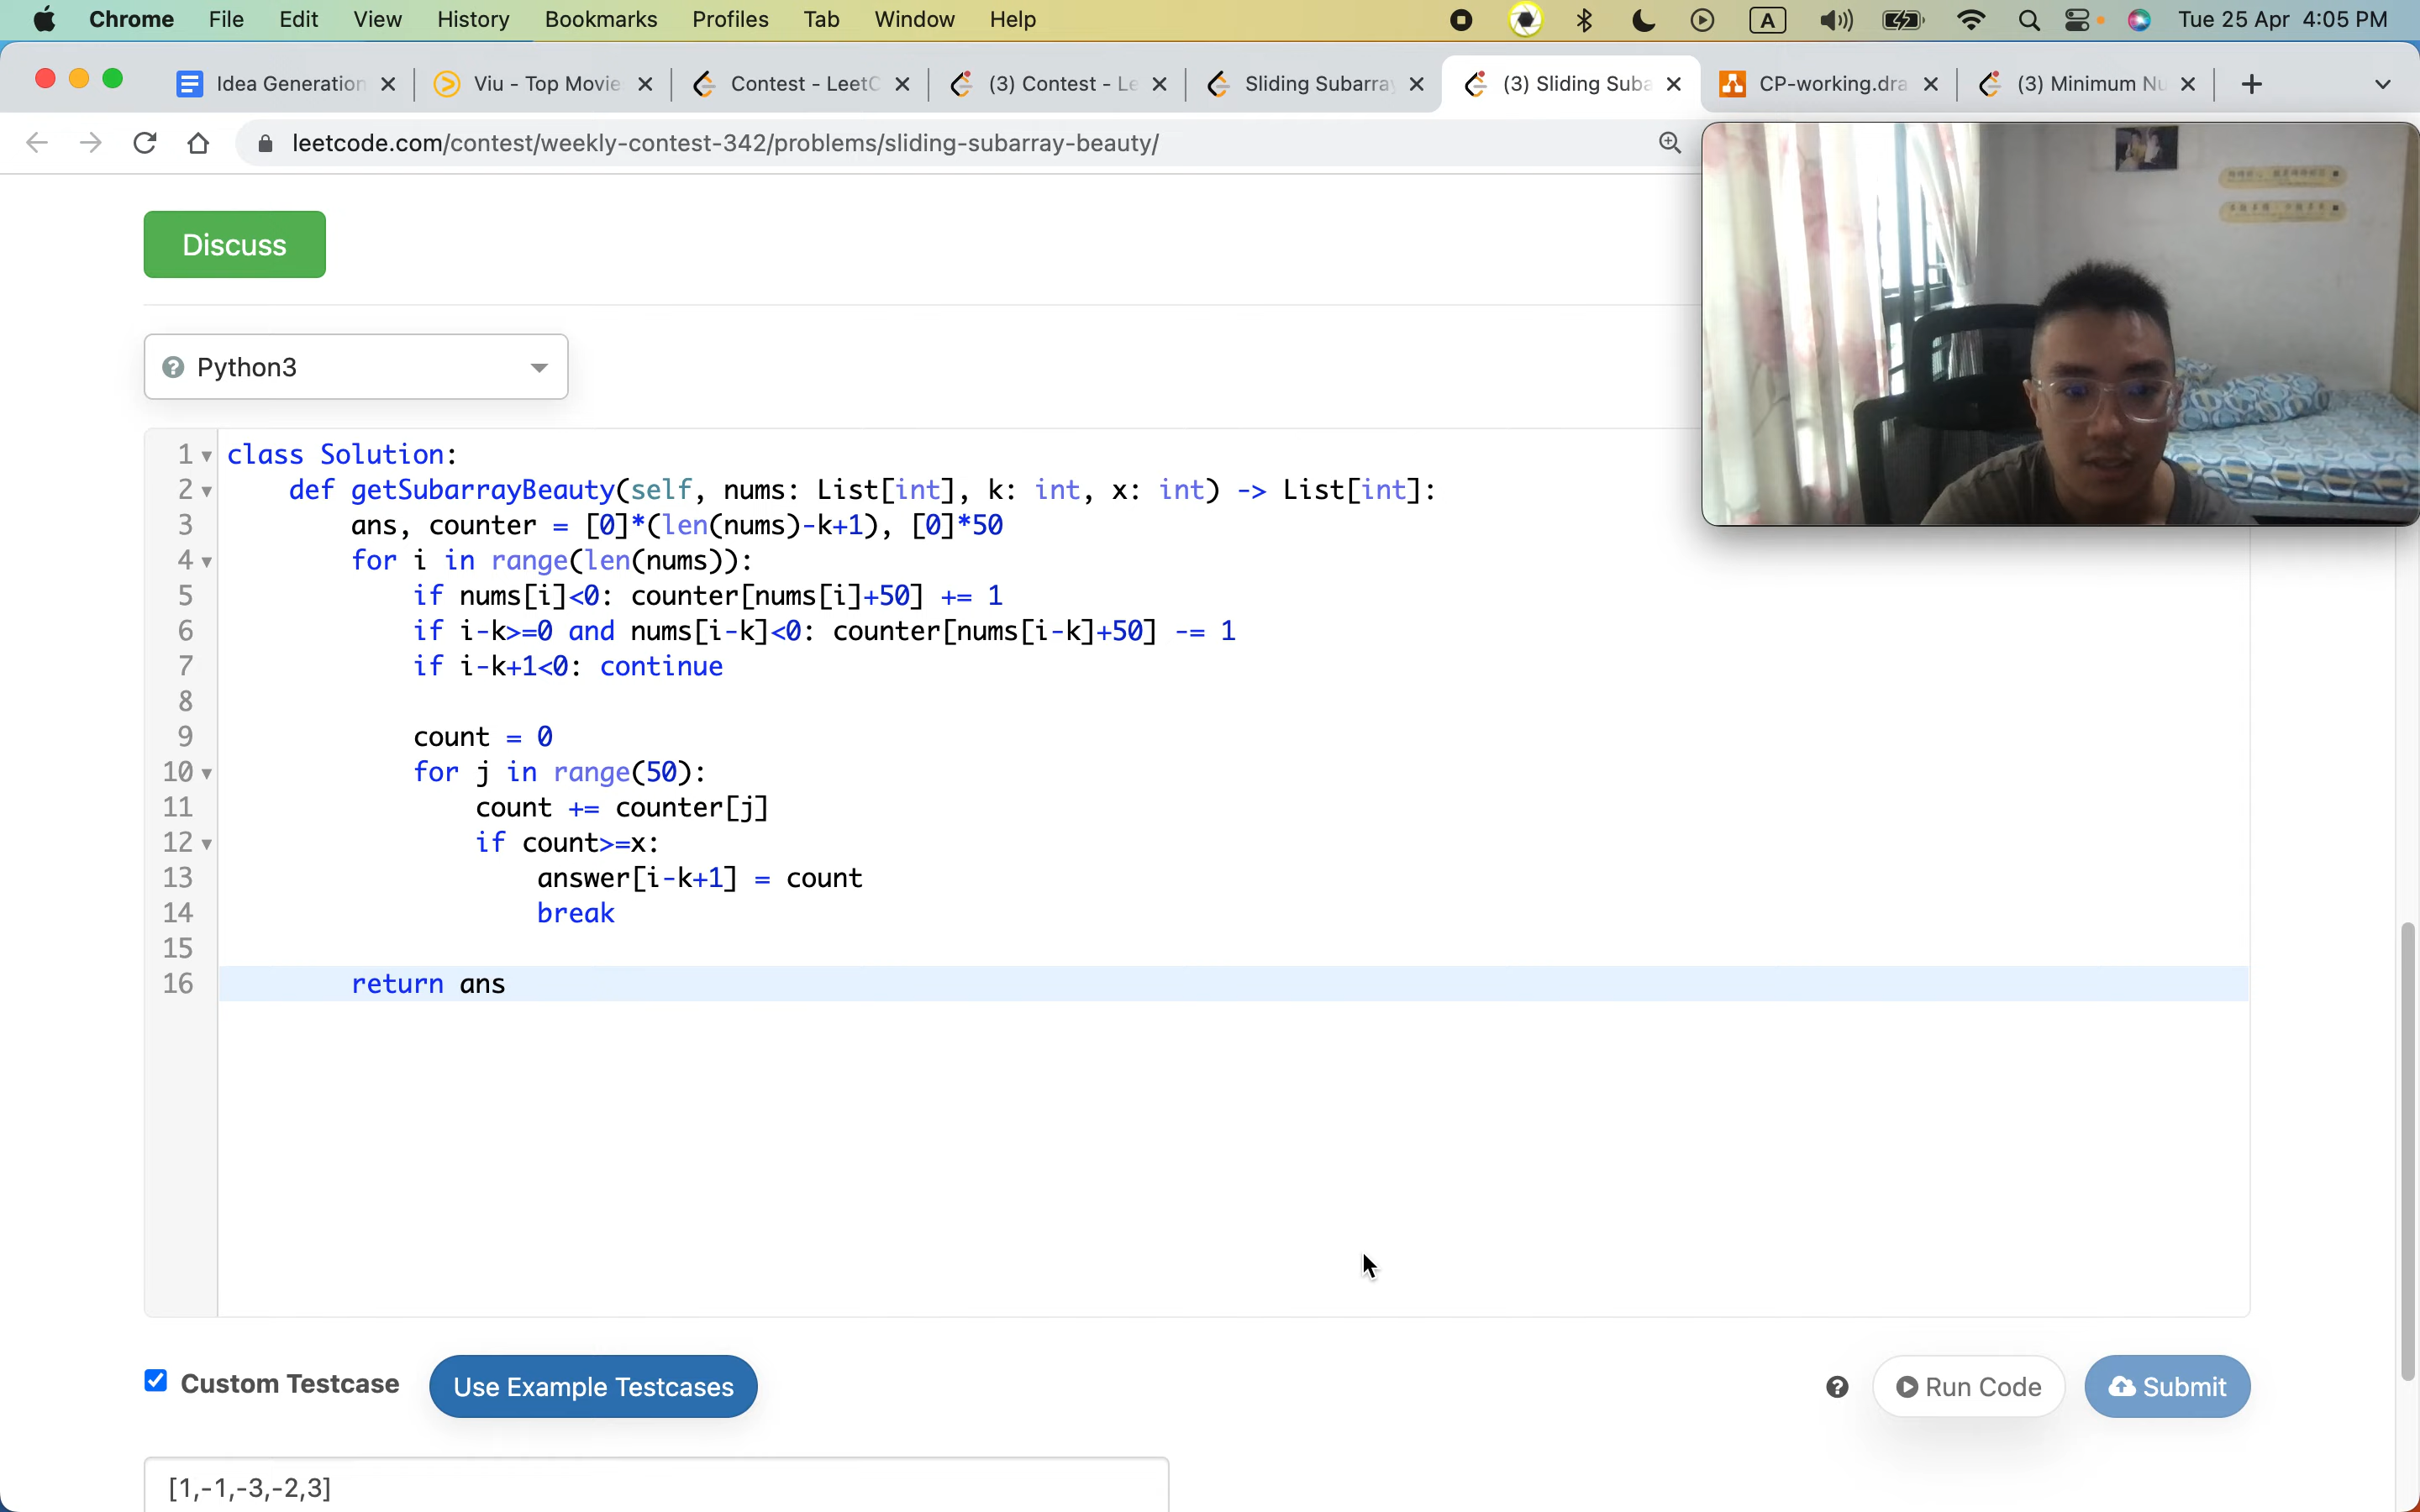 Chrome File Edit View History Bookmarks Profiles Tab Window Help A Tue 25 Apr 4:05 PM
Idea Generation Viu - Top Movie Contest - LeetC (3) Contest - Le Sliding Subarray (3) Sliding Suba CP-working.dra (3) Minimum Nu
leetcode.com/contest/weekly-contest-342/problems/sliding-subarray-beauty/
Discuss
Python3
1 class Solution:
2 def getSubarrayBeauty(self, nums: List[int], k: int, x: int) -> List[int]:
3 ans, counter = [0]*(len(nums)-k+1), [0]*50
4 for i in range(len(nums)):
5 if nums[i]<0: counter[nums[i]+50] += 1
6 if i-k>=0 and nums[i-k]<0: counter[nums[i-k]+50] -= 1
7 if i-k+1<0: continue
8
9 count = 0
10 for j in range(50):
11 count += counter[j]
12 if count>=x:
13 answer[i-k+1] = count
14 break
15
16 return ans
Custom Testcase Use Example Testcases ? Run Code Submit
[1,-1,-3,-2,3]